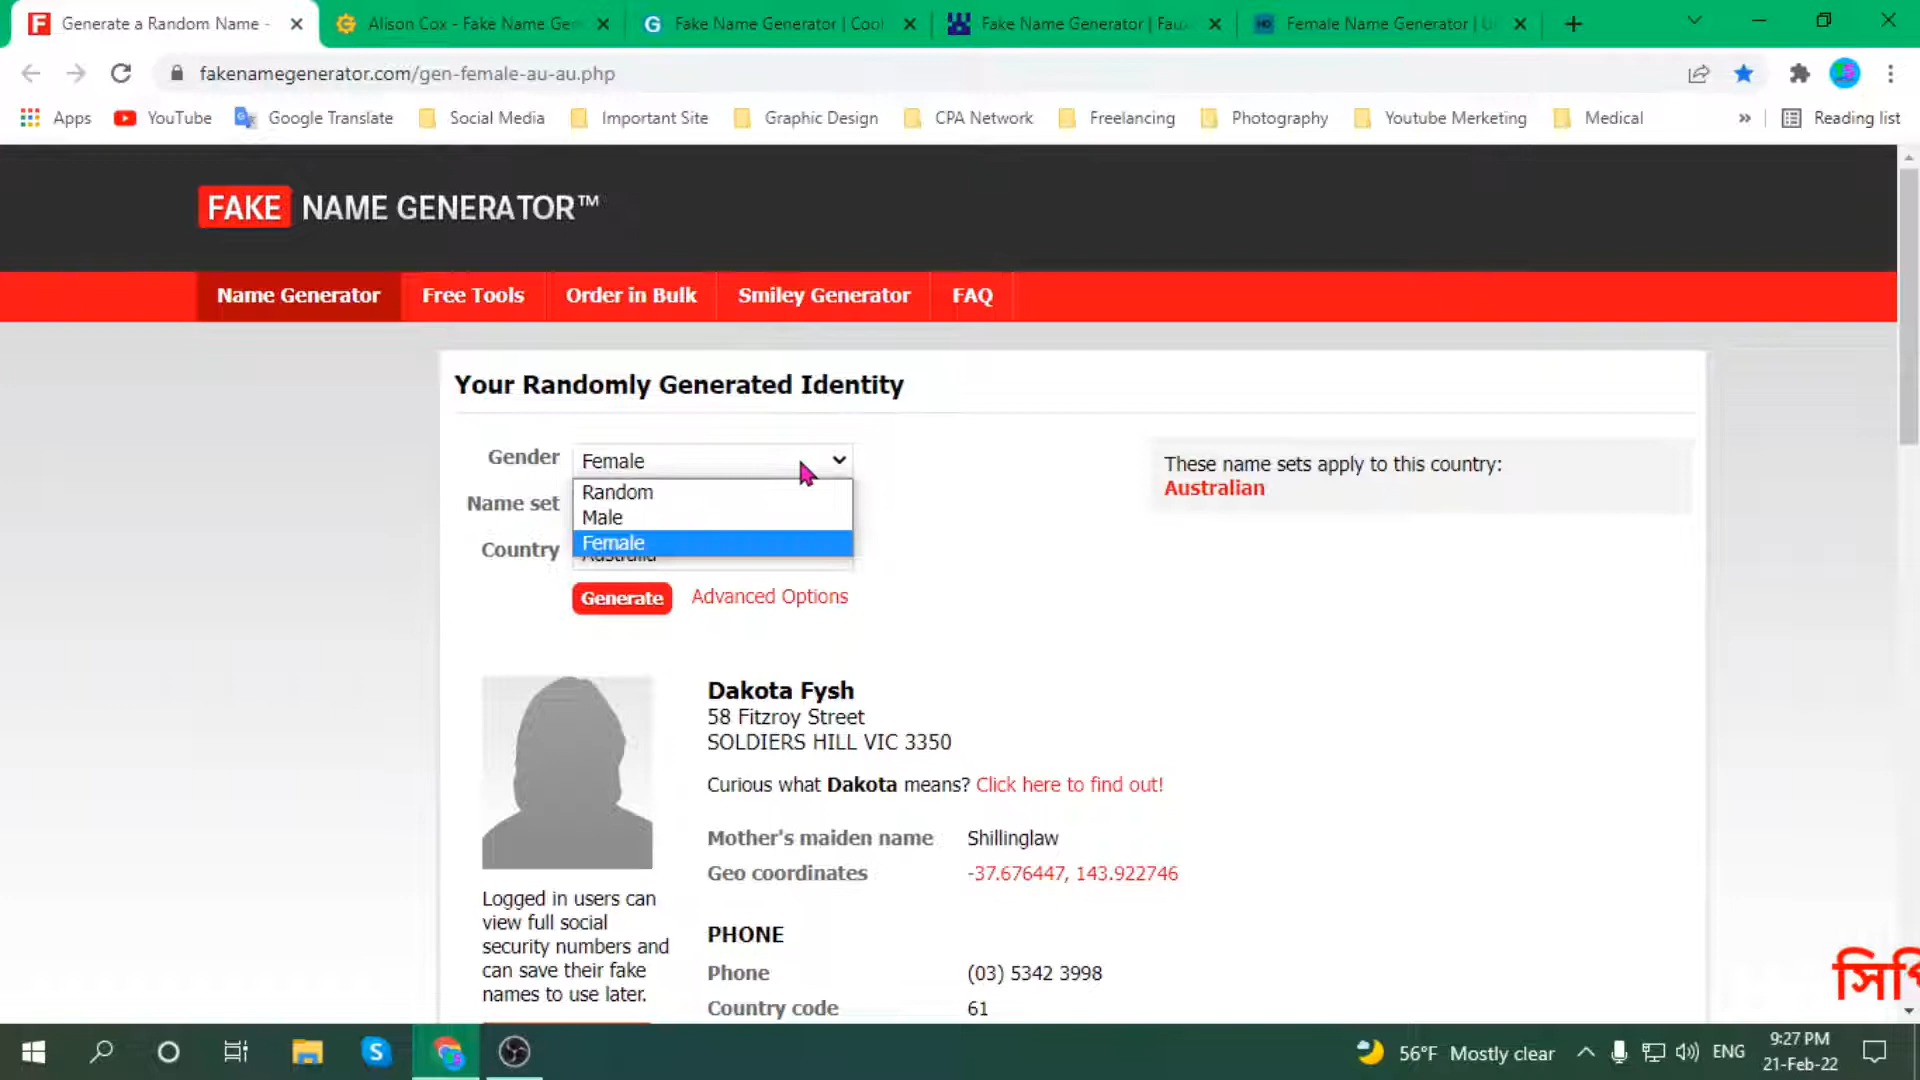 Generate a Random Name -
Alison Cox - Fake Name Gen
Fake Name Generator | Cool
Fake Name Generator | Faux
Female Name Generator | U
fakenamegenerator.com/gen-female-au-au.php
Apps
YouTube
Google Translate
Social Media
Important Site
Graphic Design
CPA Network
Freelancing
Photography
Youtube Merketing
Medical
»
Reading list
FAKE NAME GENERATOR™
Name Generator
Free Tools
Order in Bulk
Smiley Generator
FAQ
Your Randomly Generated Identity
Gender
Female
These name sets apply to this country:
Australian
Random
Name set
Male
Female
Country
Australia
Generate
Advanced Options
Dakota Fysh
58 Fitzroy Street
SOLDIERS HILL VIC 3350
Curious what Dakota means? Click here to find out!
Mother's maiden name
Shillinglaw
Geo coordinates
-37.676447, 143.922746
Logged in users can
view full social
security numbers and
can save their fake
names to use later.
PHONE
Phone
(03) 5342 3998
Country code
61
56°F Mostly clear
ENG
9:27 PM
21-Feb-22